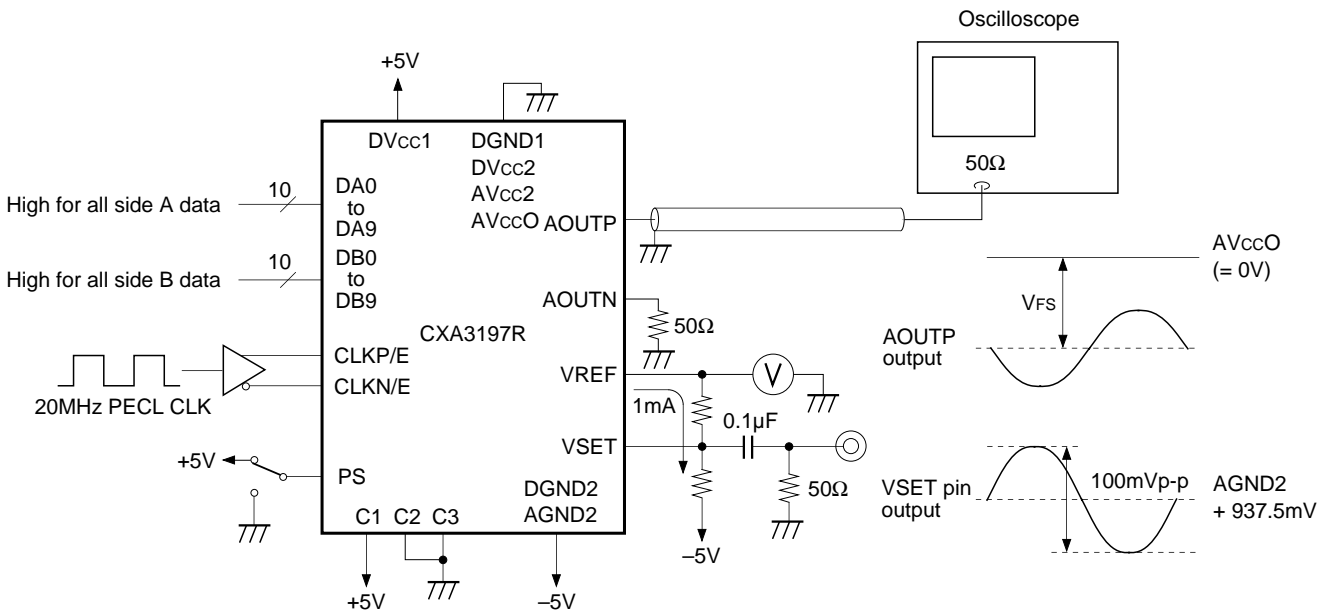 Oscilloscope
+5V
DVCC1
DGND1
DVCC2
AVCC2
AVCCO
AOUTP
50Ω
High for all side A data
10
DA0
to
DA9
High for all side B data
10
DB0
to
DB9
AOUTN
50Ω
CXA3197R
CLKP/E
CLKN/E
20MHz PECL CLK
VREF
V
1mA
0.1µF
VSET
50Ω
+5V
PS
DGND2
AGND2
C1
C2
C3
+5V
–5V
–5V
AVCCO
(= 0V)
VFS
AOUTP
output
VSET pin
output
100mVp-p
AGND2
+ 937.5mV